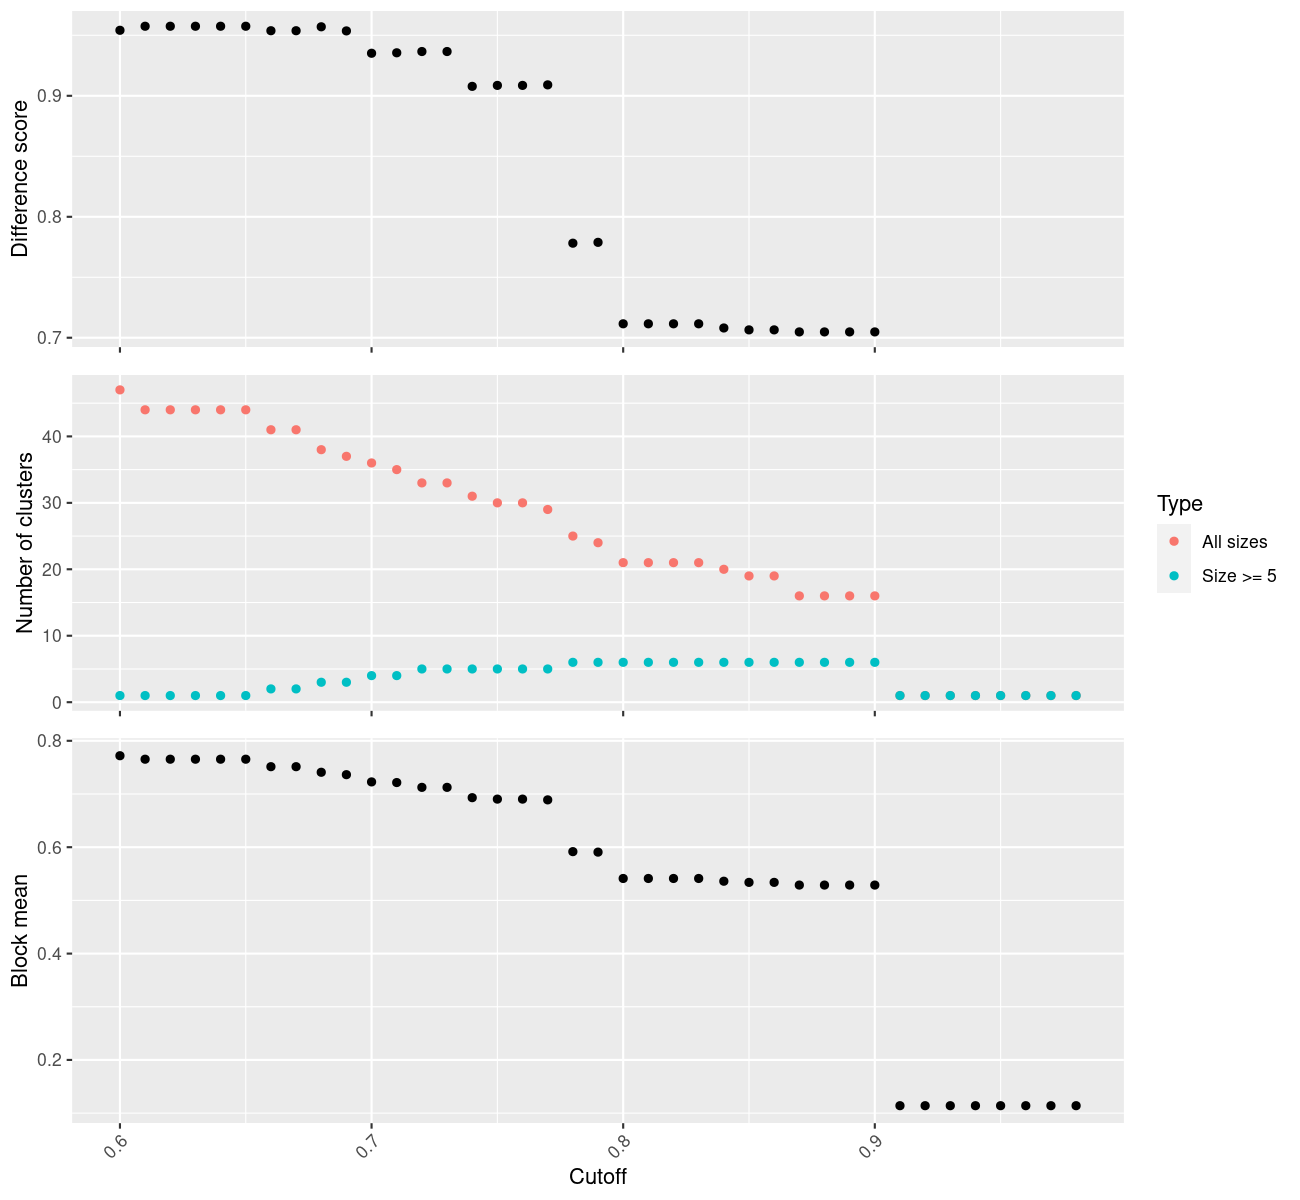 Difference score
0.9
0.8
0.7
Number of clusters
40
30
20
10
0
Type
All sizes
Size >= 5
Block mean
0.8
0.6
0.4
0.2
0.6
0.7
0.8
0.9
Cutoff